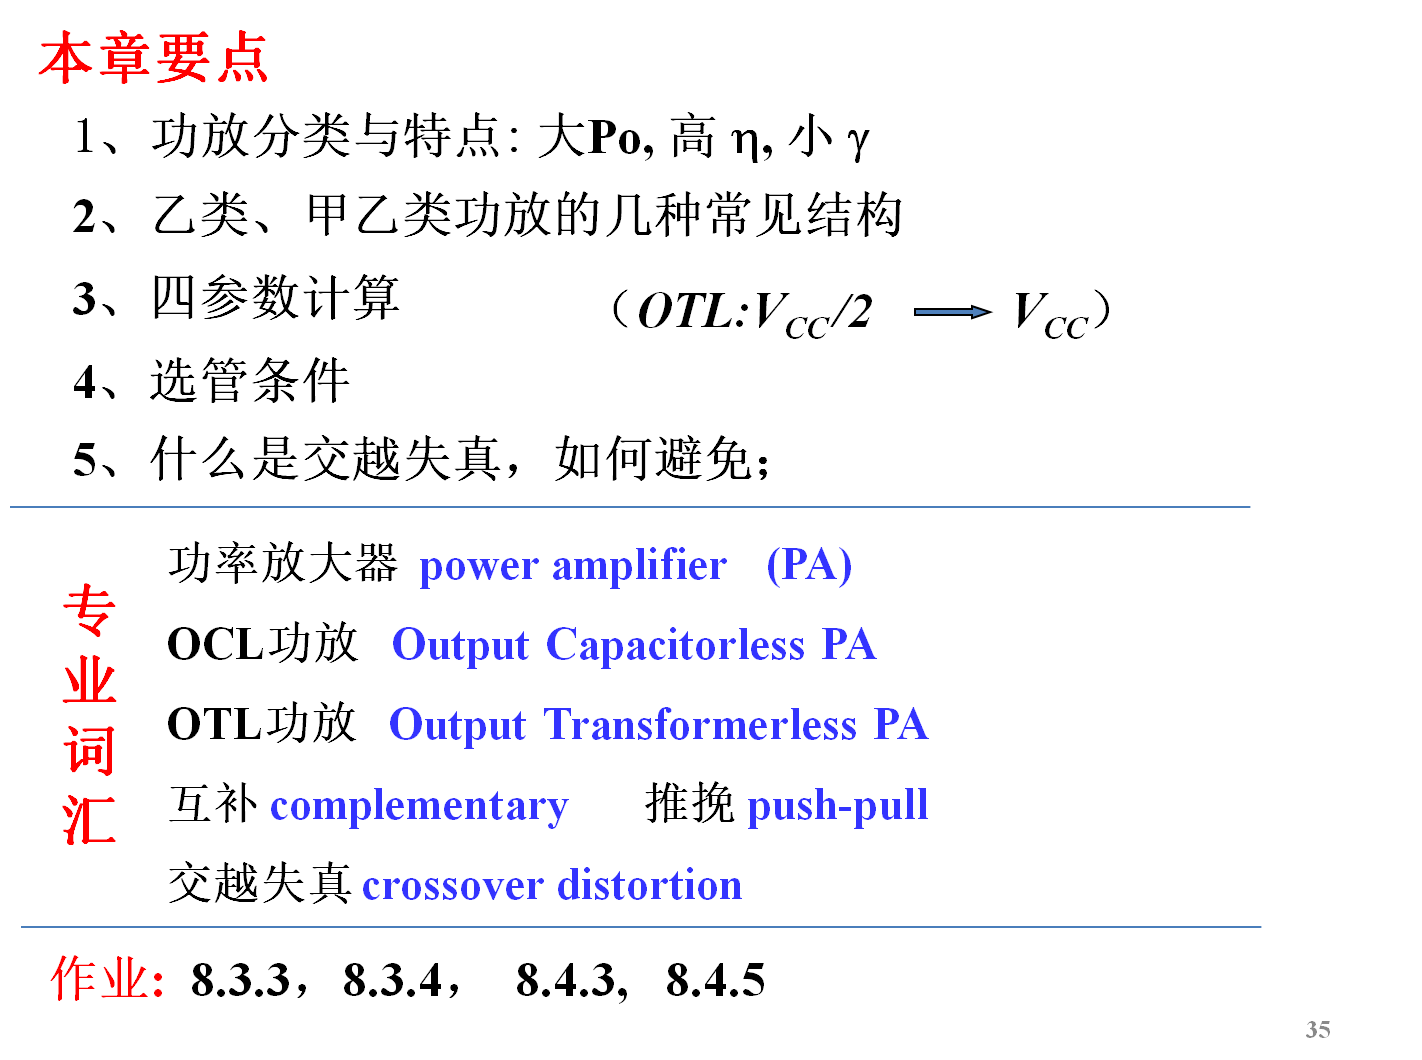 本章要点
1、功放分类与特点: 大Po, 高 η, 小 γ
2、乙类、甲乙类功放的几种常见结构
3、四参数计算 （OTL:VCC/2 VCC）
4、选管条件
5、什么是交越失真，如何避免；
专业词汇
功率放大器 power amplifier (PA)
OCL功放 Output Capacitorless PA
OTL功放 Output Transformerless PA
互补 complementary 推挽 push-pull
交越失真 crossover distortion
作业: 8.3.3，8.3.4， 8.4.3, 8.4.5
35